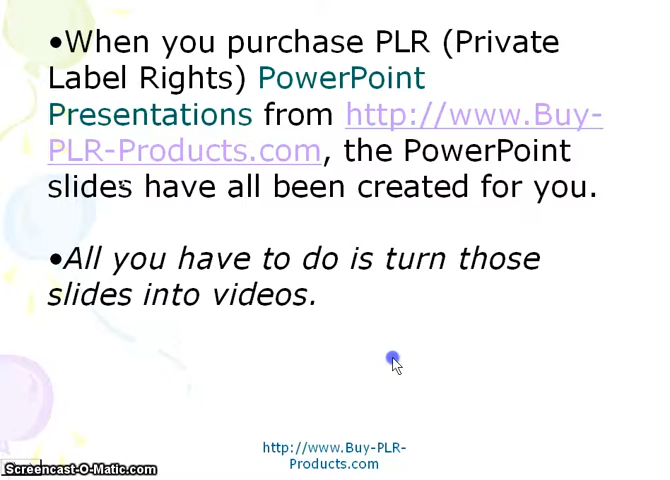 •When you purchase PLR (Private
Label Rights) PowerPoint
Presentations from http://www.Buy-
PLR-Products.com, the PowerPoint
slides have all been created for you.
•All you have to do is turn those
slides into videos.
http://www.Buy-PLR-
Products.com
Screencast-O-Matic.com